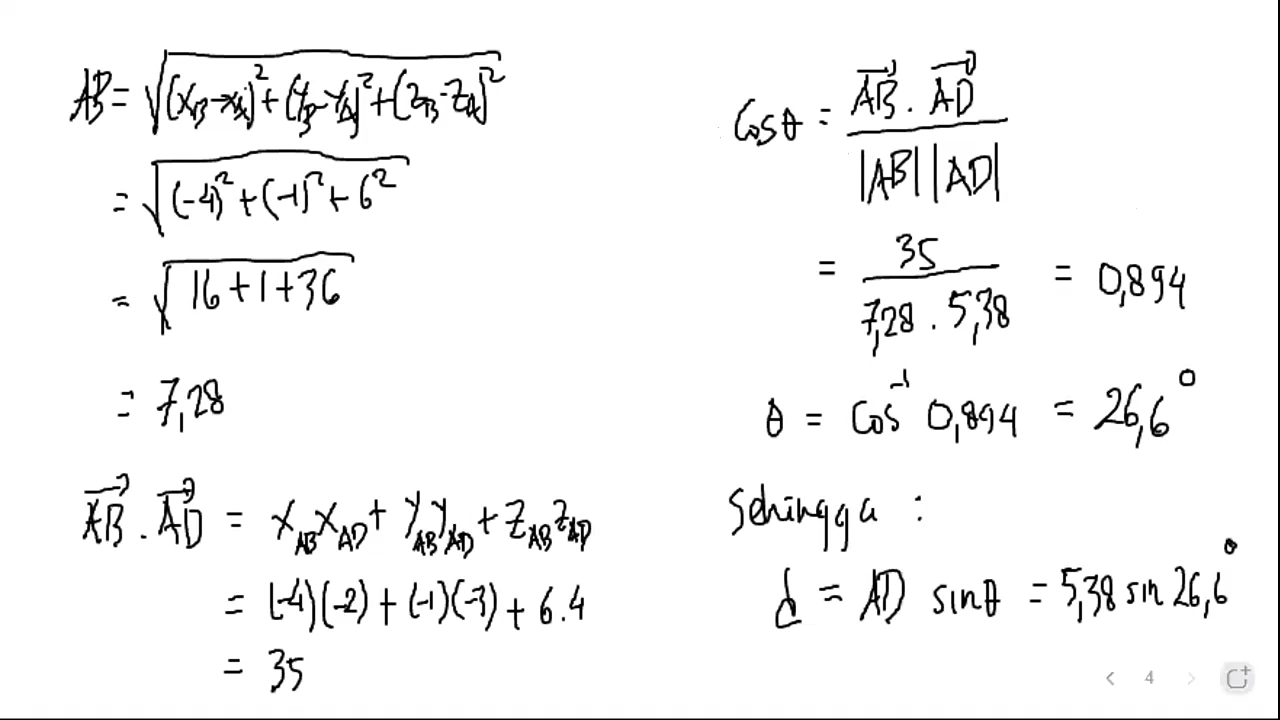 AB = √((x_B - x_A)² + (y_B - y_A)² + (z_B - z_A)²)
= √((-4)² + (-1)² + 6²)
= √(16 + 1 + 36)
= 7,28
AB⃗ . AD⃗ = x_AB x_AD + y_AB y_AD + z_AB z_AD
= (-4)(-2) + (-1)(-3) + 6.4
= 35
Cos θ = AB⃗ . AD⃗ / |AB| |AD|
= 35 / 7,28 . 5,38 = 0,894
θ = cos⁻¹ 0,894 = 26,6°
Sehingga :
d = AD sin θ = 5,38 sin 26,6°
< 4 >